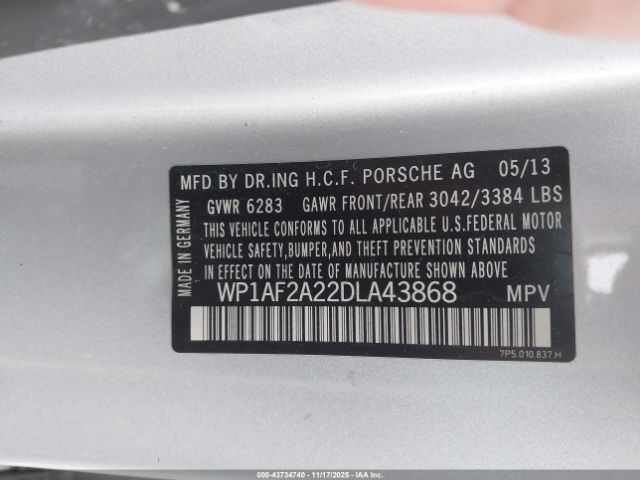 MFD BY DR.ING H.C.F. PORSCHE AG 05/13
GVWR 6283 GAWR FRONT/REAR 3042/3384 LBS
THIS VEHICLE CONFORMS TO ALL APPLICABLE U.S.FEDERAL MOTOR
VEHICLE SAFETY,BUMPER,AND THEFT PREVENTION STANDARDS
IN EFFECT ON THE DATE OF MANUFACTURE SHOWN ABOVE
WP1AF2A22DLA43868 MPV
7P5.010.837 H
MADE IN GERMANY
000-43734740 - 11/17/2025 - IAA Inc.